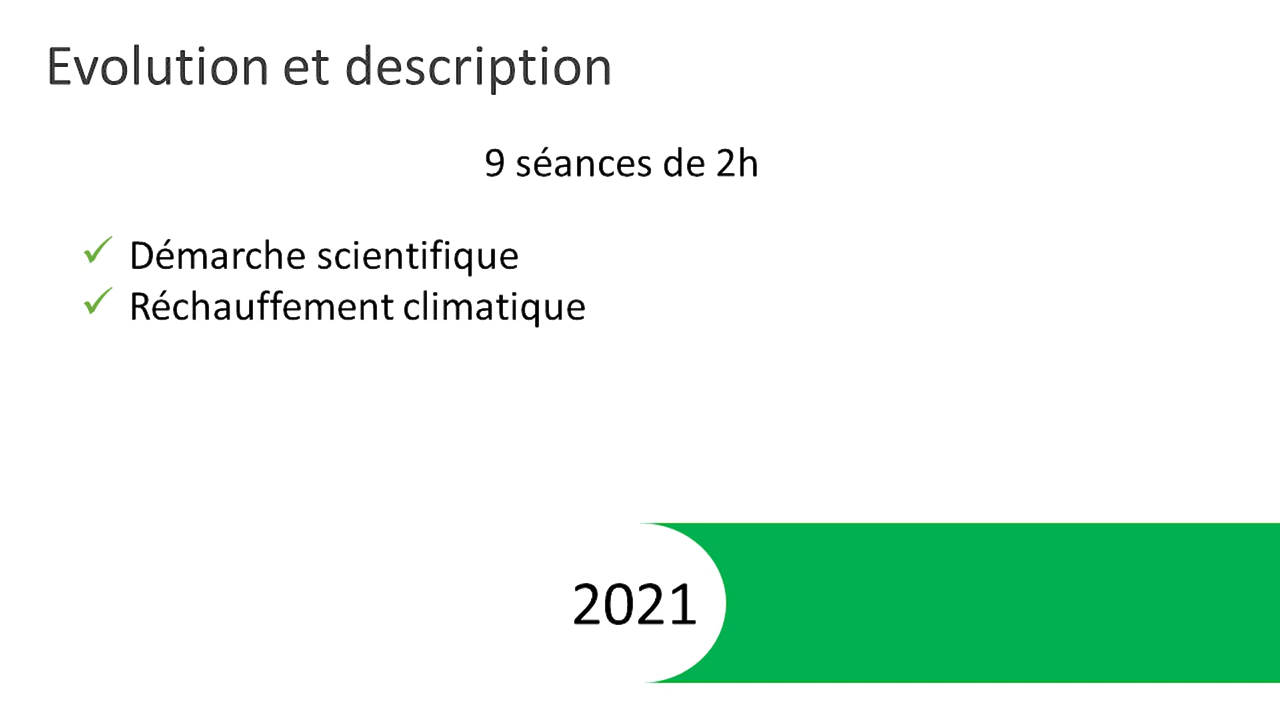 Evolution et description
9 séances de 2h
✓ Démarche scientifique
✓ Réchauffement climatique
2021